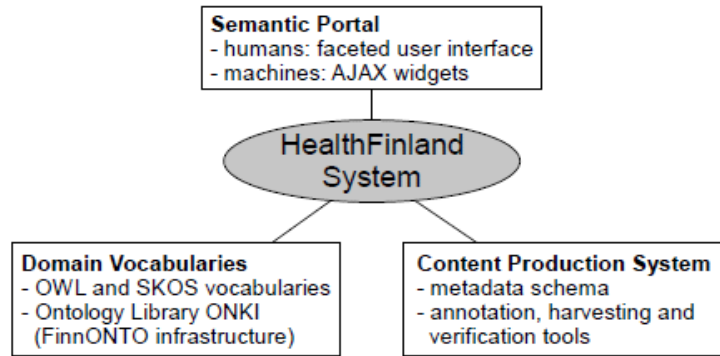 Semantic Portal
- humans: faceted user interface
- machines: AJAX widgets
HealthFinland
System
Domain Vocabularies
- OWL and SKOS vocabularies
- Ontology Library ONKI
(FinnONTO infrastructure)
Content Production System
- metadata schema
- annotation, harvesting and
verification tools